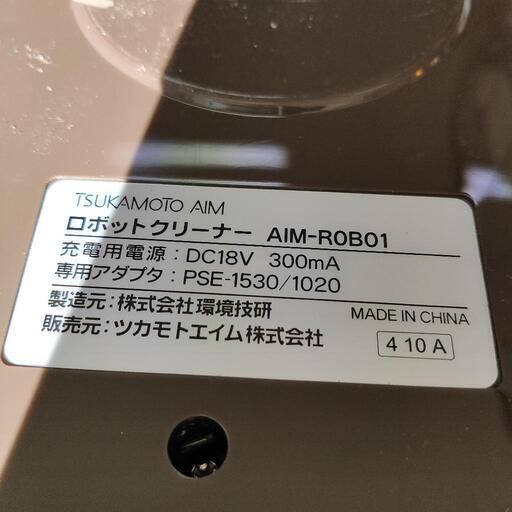 TSUKAMOTO AIM
ロボットクリーナー AIM-ROB01
充電用電源：DC18V 300mA
専用アダプタ：PSE-1530/1020
製造元：株式会社環境技研
MADE IN CHINA
販売元：ツカモトエイム株式会社
4 10 A